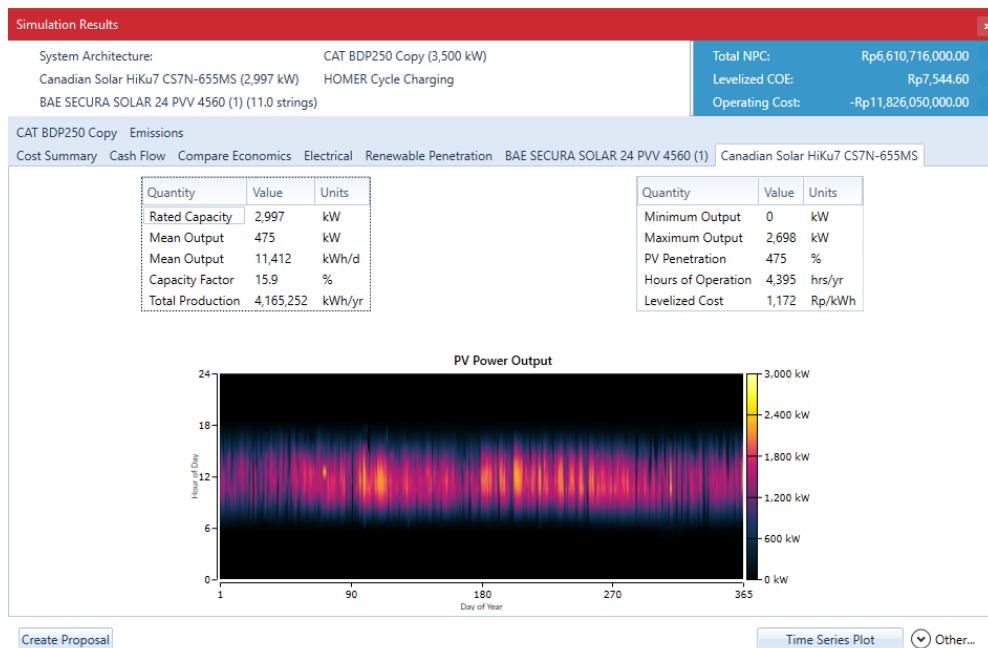 Simulation Results
System Architecture:
CAT BDP250 Copy (3,500 kW)
Canadian Solar HiKu7 CS7N-655MS (2,997 kW)
HOMER Cycle Charging
BAE SECURA SOLAR 24 PVV 4560 (1) (11.0 strings)
Total NPC: Rp6,610,716,000.00
Levelized COE: Rp7,544.60
Operating Cost: -Rp11,826,050,000.00
CAT BDP250 Copy Emissions
Cost Summary Cash Flow Compare Economics Electrical Renewable Penetration BAE SECURA SOLAR 24 PVV 4560 (1) Canadian Solar HiKu7 CS7N-655MS
Quantity Value Units
Rated Capacity 2,997 kW
Mean Output 475 kW
Mean Output 11,412 kWh/d
Capacity Factor 15.9 %
Total Production 4,165,252 kWh/yr
Quantity Value Units
Minimum Output 0 kW
Maximum Output 2,698 kW
PV Penetration 475 %
Hours of Operation 4,395 hrs/yr
Levelized Cost 1,172 Rp/kWh
PV Power Output
24
18
12
6
0
Hour of Day
3,000 kW
2,400 kW
1,800 kW
1,200 kW
600 kW
0 kW
1 90 180 270 365
Day of Year
Create Proposal
Time Series Plot
Other...